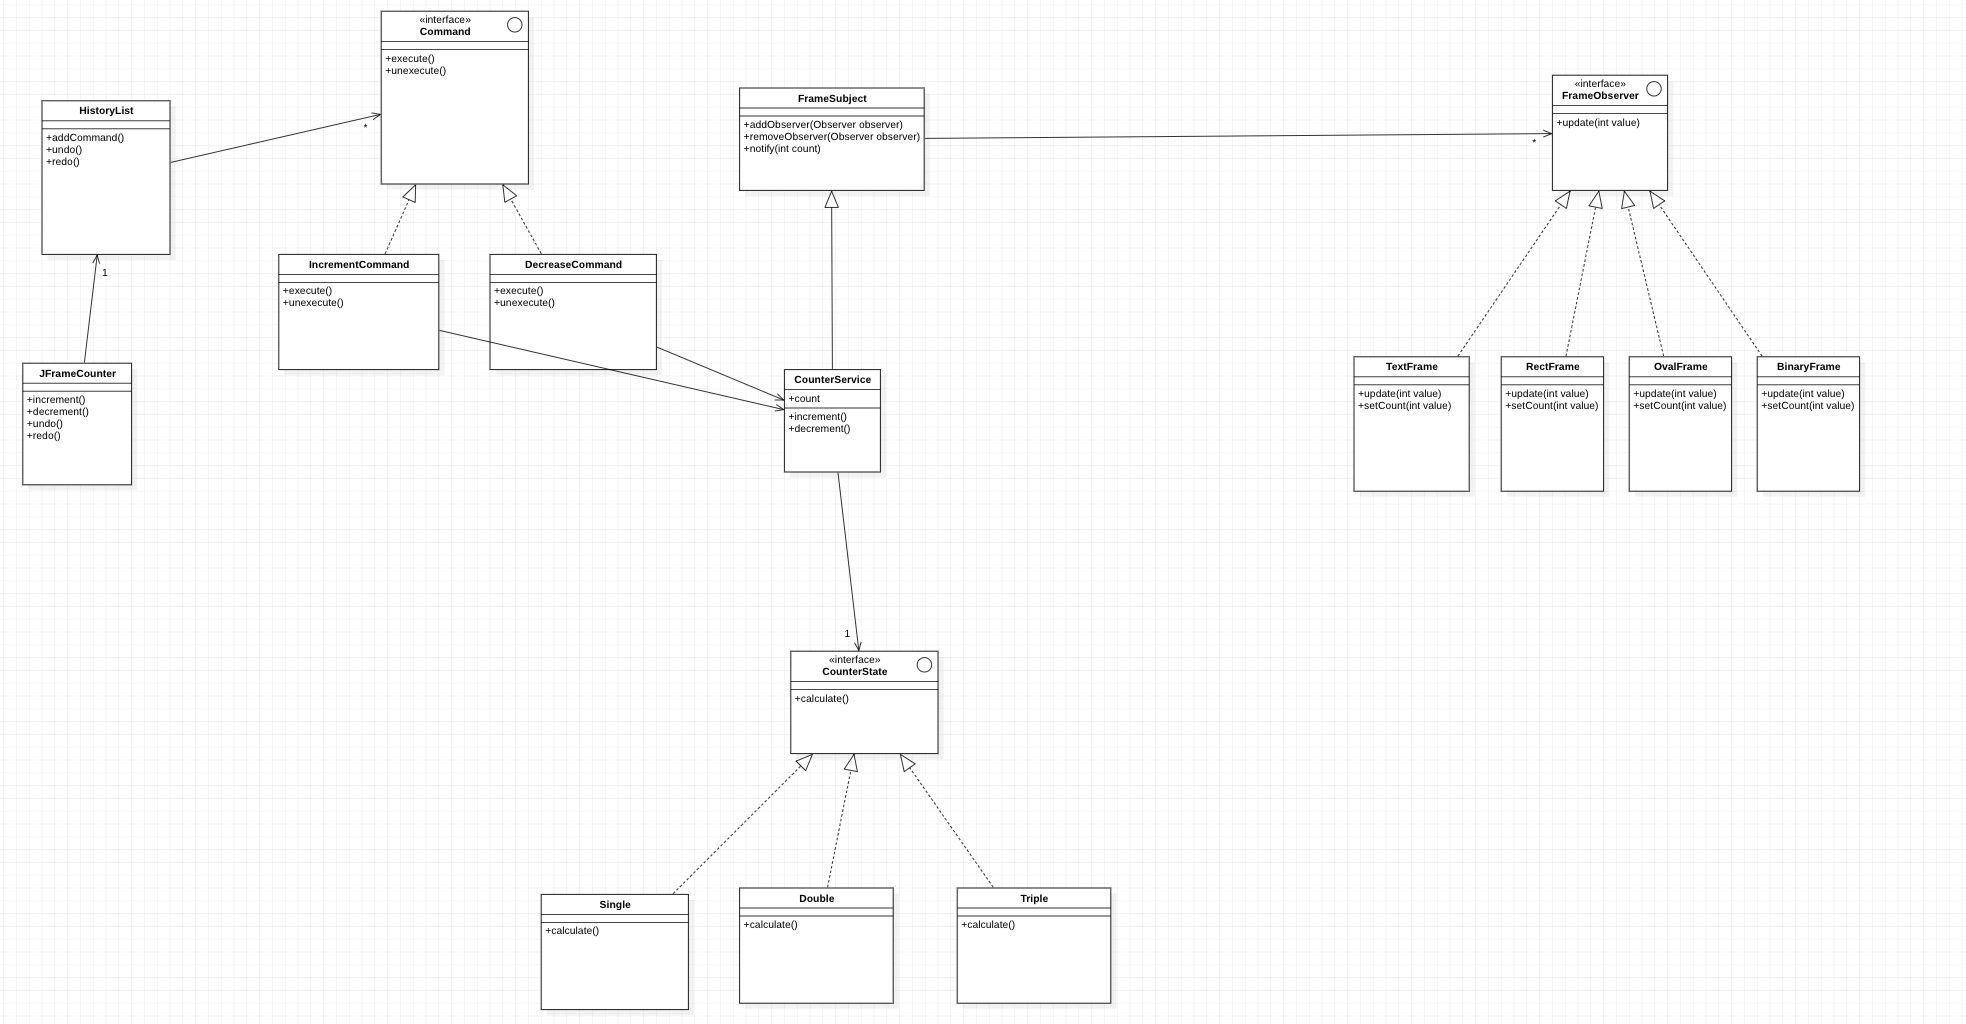 «interface»
Command
+execute()
+unexecute()
HistoryList
+addCommand()
+undo()
+redo()
*
1
FrameSubject
+addObserver(Observer observer)
+removeObserver(Observer observer)
+notify(int count)
«interface»
FrameObserver
+update(int value)
*
IncrementCommand
+execute()
+unexecute()
DecreaseCommand
+execute()
+unexecute()
JFrameCounter
+increment()
+decrement()
+undo()
+redo()
CounterService
+count
+increment()
+decrement()
TextFrame
+update(int value)
+setCount(int value)
RectFrame
+update(int value)
+setCount(int value)
OvalFrame
+update(int value)
+setCount(int value)
BinaryFrame
+update(int value)
+setCount(int value)
1
«interface»
CounterState
+calculate()
Single
+calculate()
Double
+calculate()
Triple
+calculate()